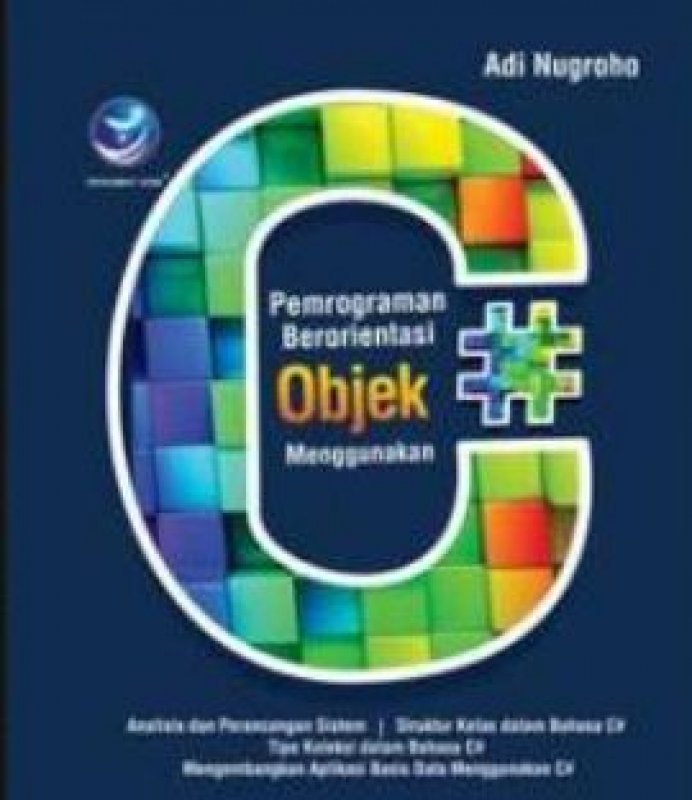 Adi Nugroho
Pemrograman
Berorientasi
Objek
Menggunakan
C#
Analisis dan Perancangan Sistem | Struktur Kelas dalam Bahasa C#
Tipe Koleksi dalam Bahasa C#
Mengembangkan Aplikasi Basis Data Menggunakan C#